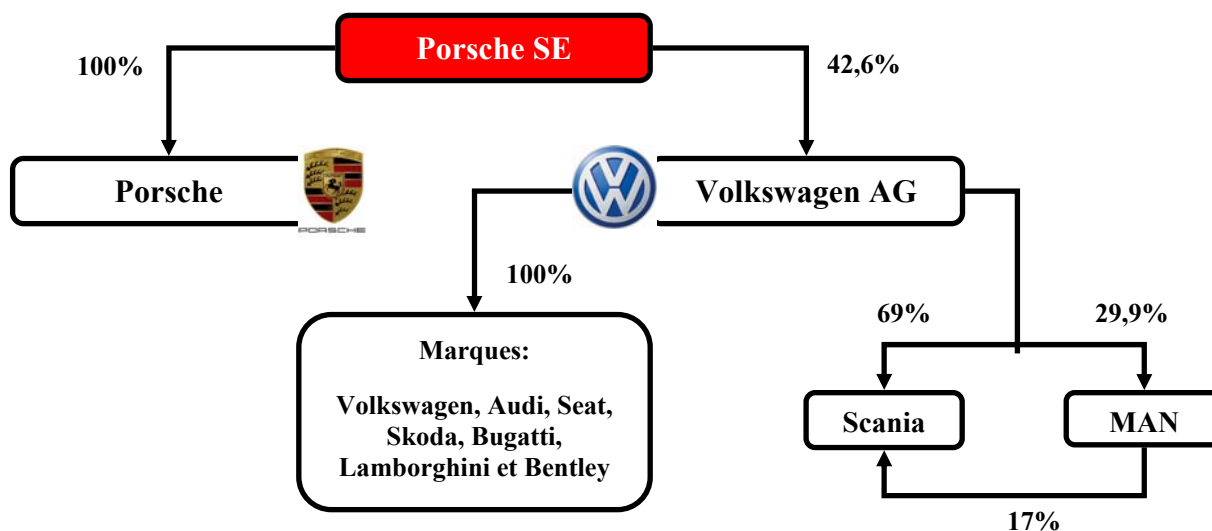 Porsche SE
100%
42,6%
Porsche
PORSCHE
Volkswagen AG
100%
Marques:
Volkswagen, Audi, Seat,
Skoda, Bugatti,
Lamborghini et Bentley
69%
29,9%
Scania
MAN
17%